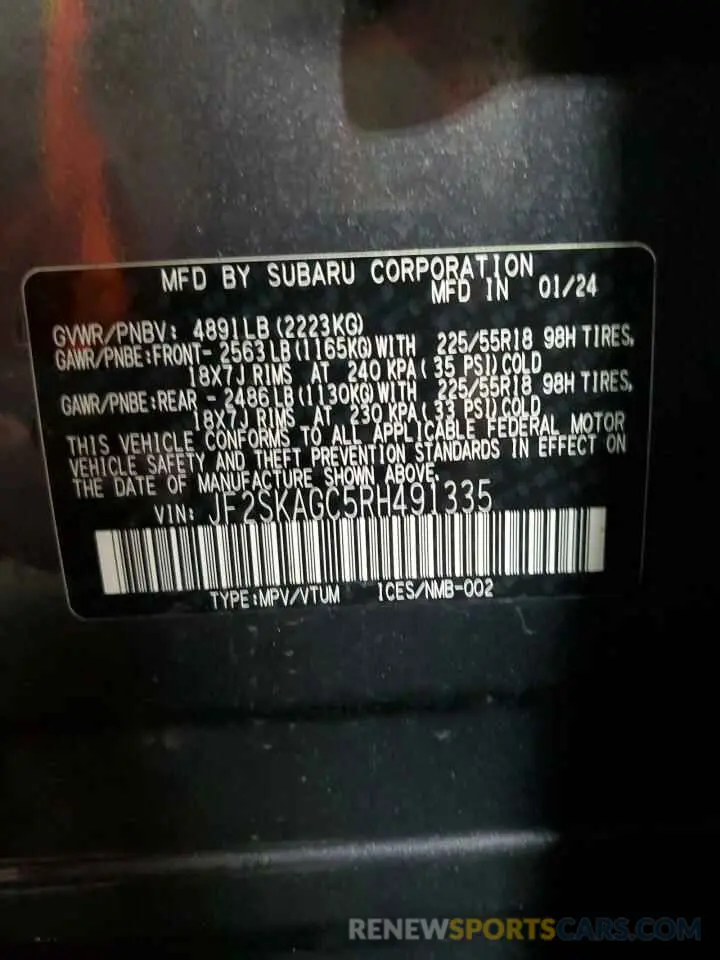 MFD BY SUBARU CORPORATION
MFD IN 01/24
GVWR/PNBV: 4891LB(2223KG)
GAWR/PNBE:FRONT- 2563LB(1165KG)WITH 225/55R18 98H TIRES,
18X7J RIMS AT 240 KPA(35 PSI)COLD
GAWR/PNBE:REAR - 2486LB(1130KG)WITH 225/55R18 98H TIRES,
18X7J RIMS AT 230 KPA(33 PSI)COLD
THIS VEHICLE CONFORMS TO ALL APPLICABLE FEDERAL MOTOR
VEHICLE SAFETY AND THEFT PREVENTION STANDARDS IN EFFECT ON
THE DATE OF MANUFACTURE SHOWN ABOVE.
VIN: JF2SKAGC5RH491335
TYPE:MPV/VTUM ICES/NMB-002
RENEWSPORTSCARS.COM